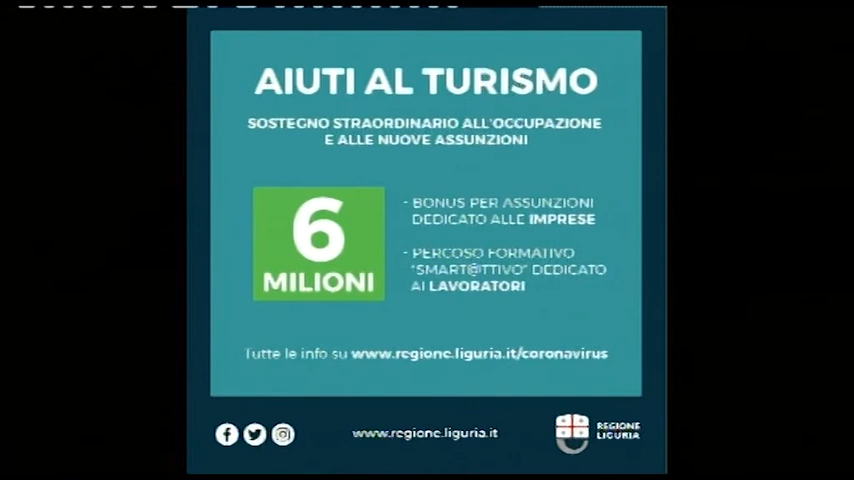 AIUTI AL TURISMO
SOSTEGNO STRAORDINARIO ALL'OCCUPAZIONE
E ALLE NUOVE ASSUNZIONI
6
MILIONI
- BONUS PER ASSUNZIONI
DEDICATO ALLE IMPRESE
- PERCOSO FORMATIVO
"SMART@TTIVO" DEDICATO
AI LAVORATORI
Tutte le info su www.regione.liguria.it/coronavirus
www.regione.liguria.it
REGIONE
LIGURIA